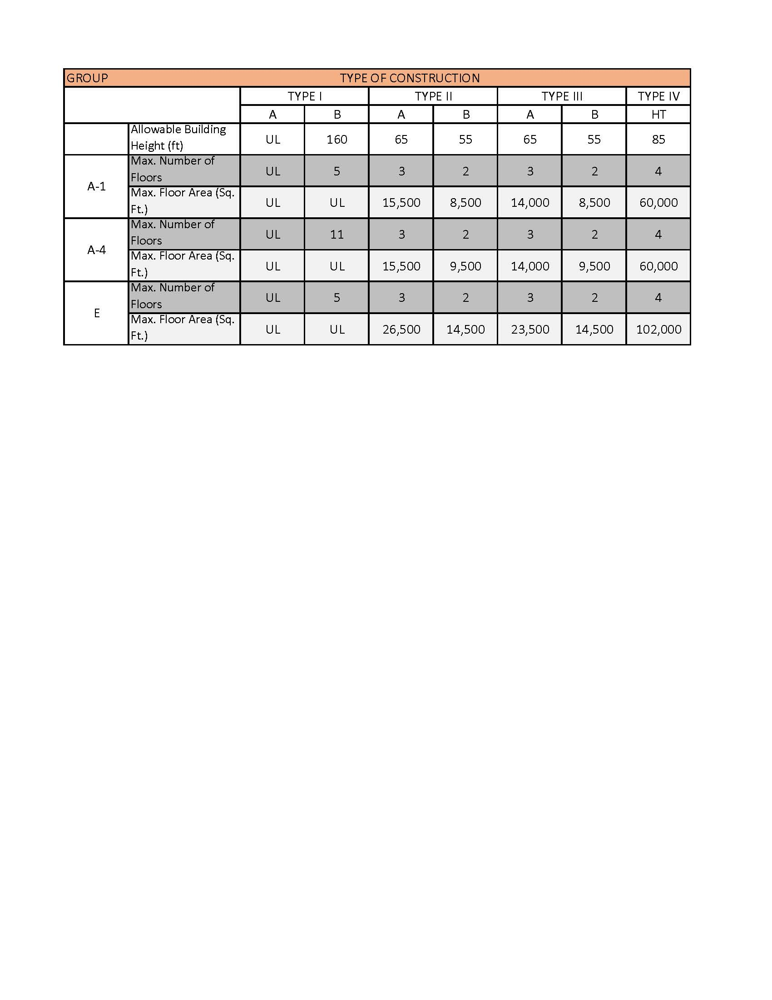 GROUP TYPE OF CONSTRUCTION
TYPE I TYPE II TYPE III TYPE IV
A B A B A B HT
Allowable Building
Height (ft) UL 160 65 55 65 55 85
A-1
Max. Number of
Floors UL 5 3 2 3 2 4
Max. Floor Area (Sq.
Ft.) UL UL 15,500 8,500 14,000 8,500 60,000
A-4
Max. Number of
Floors UL 11 3 2 3 2 4
Max. Floor Area (Sq.
Ft.) UL UL 15,500 9,500 14,000 9,500 60,000
E
Max. Number of
Floors UL 5 3 2 3 2 4
Max. Floor Area (Sq.
Ft.) UL UL 26,500 14,500 23,500 14,500 102,000